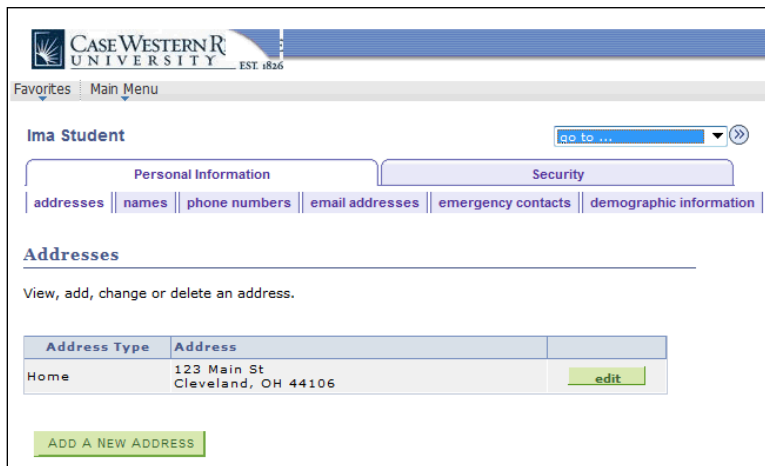 CASE WESTERN R
UNIVERSITY EST. 1826
Favorites Main Menu
Ima Student go to ...
Personal Information Security
addresses names phone numbers email addresses emergency contacts demographic information
Addresses
View, add, change or delete an address.
Address Type Address
Home 123 Main St
Cleveland, OH 44106
edit
ADD A NEW ADDRESS